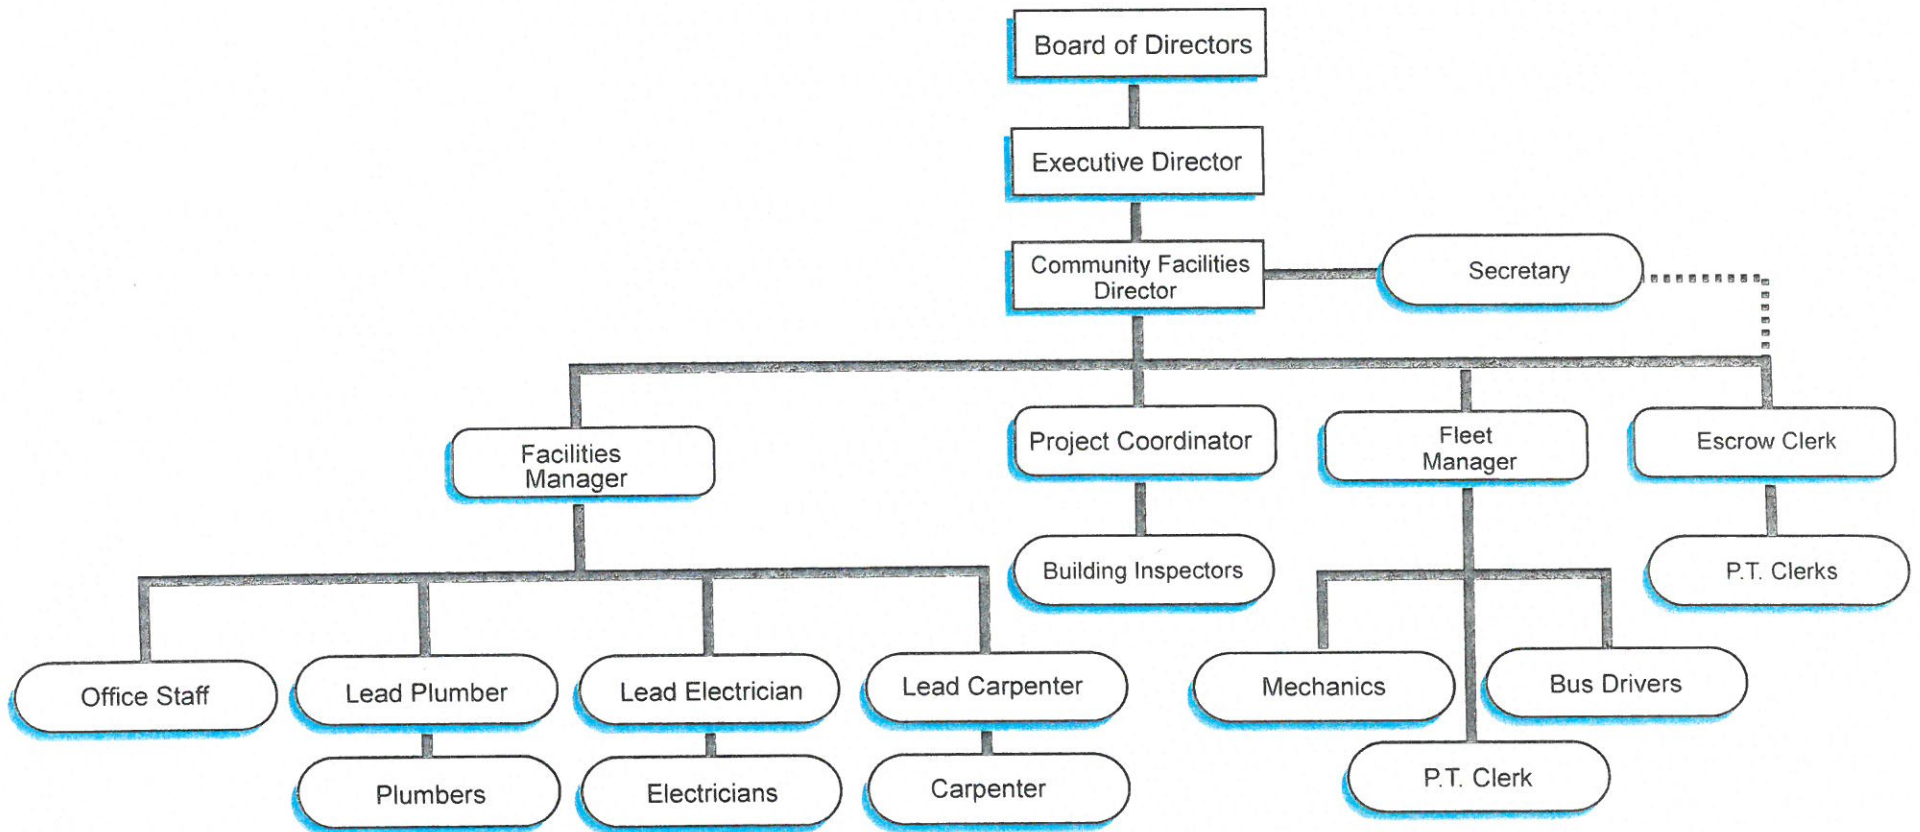 Board of Directors
Executive Director
Community Facilities
Director
Secretary
Facilities
Manager
Project Coordinator
Fleet
Manager
Escrow Clerk
Building Inspectors
P.T. Clerks
Office Staff
Lead Plumber
Lead Electrician
Lead Carpenter
Mechanics
Bus Drivers
Plumbers
Electricians
Carpenter
P.T. Clerk